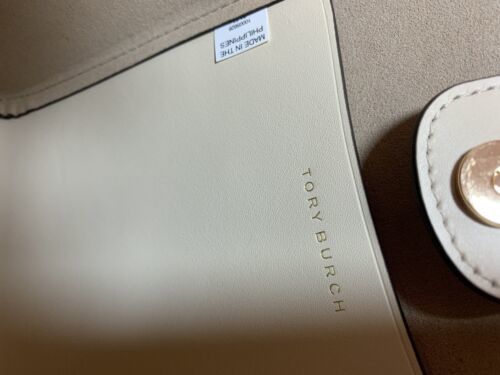 MADE IN THE
PHILIPPINES
TORY BURCH